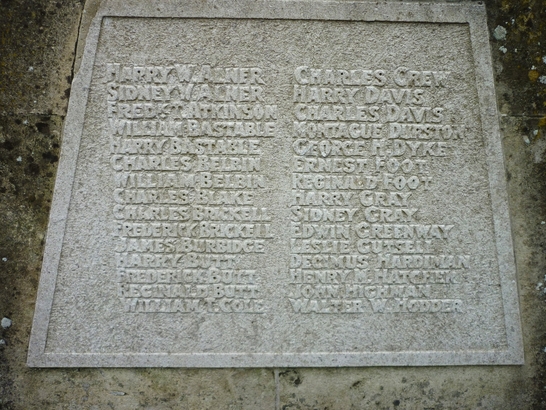 HARRY W. ALNER
SIDNEY W. ALNER
FREDK T. ATKINSON
WILLIAM BASTABLE
HARRY BASTABLE
CHARLES BELBIN
WILLIAM BELBIN
CHARLES BLAKE
CHARLES BRICKELL
FREDERICK BRICKELL
JAMES BURBIDGE
HARRY BUTT
FREDERICK BUTT
REGINALD BUTT
WILLIAM COLE
CHARLES CREW
HARRY DAVIS
CHARLES DAVIS
MONTAGUE DURSTON
GEORGE H. DYKE
ERNEST FOOT
REGINALD FOOT
HARRY GRAY
SIDNEY GRAY
EDWIN GREENWAY
LESLIE GUTSELL
DECIMUS HARDIMAN
HENRY M. HATCHER
JOHN HIGHMAN
WALTER W. HODDER